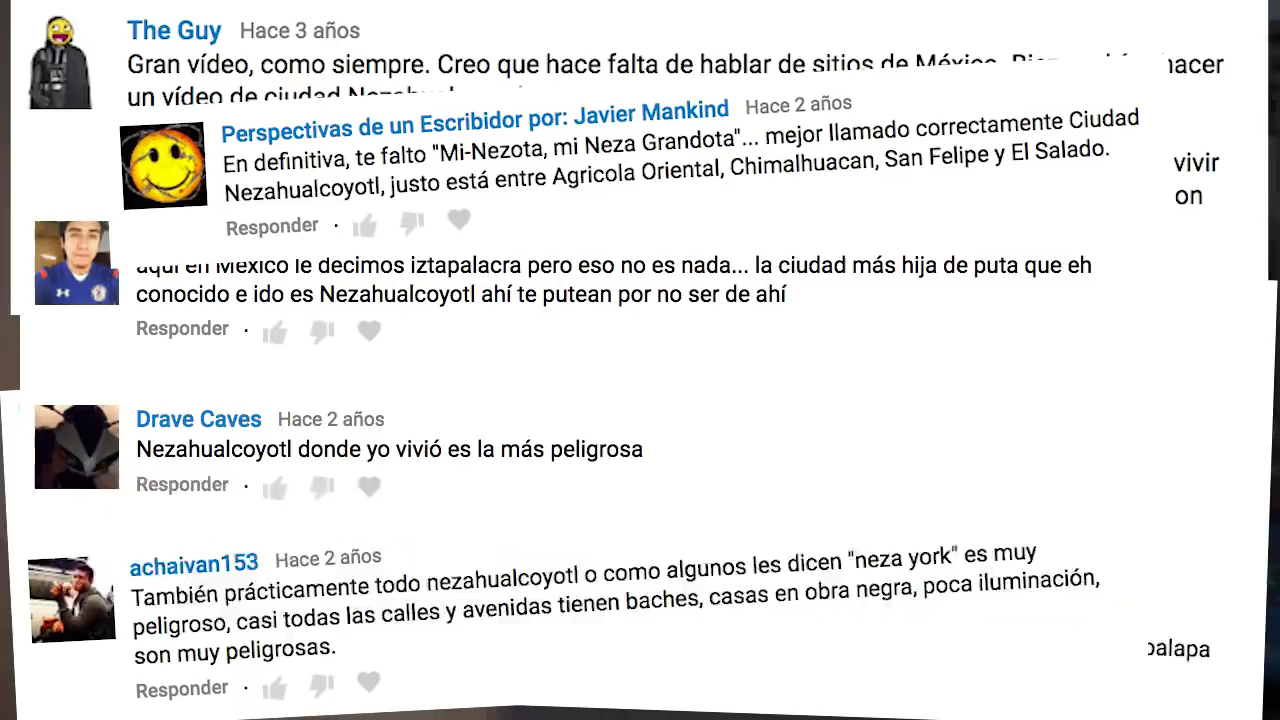 The Guy Hace 3 años
Gran vídeo, como siempre. Creo que hace falta de hablar de sitios de México. hacer
un vídeo de ciudad
Perspectivas de un Escribidor por: Javier Mankind Hace 2 años
En definitiva, te falto "Mi-Nezota, mi Neza Grandota"... mejor llamado correctamente Ciudad
Nezahualcoyotl, justo está entre Agricola Oriental, Chimalhuacan, San Felipe y El Salado.
vivir
on
Responder ·
aquí en México le decimos iztapalacra pero eso no es nada... la ciudad más hija de puta que eh
conocido e ido es Nezahualcoyotl ahí te putean por no ser de ahí
Responder ·
Drave Caves Hace 2 años
Nezahualcoyotl donde yo vivió es la más peligrosa
Responder ·
achaivan153 Hace 2 años
También prácticamente todo nezahualcoyotl o como algunos les dicen "neza york" es muy
peligroso, casi todas las calles y avenidas tienen baches, casas en obra negra, poca iluminación,
son muy peligrosas.
palapa
Responder ·